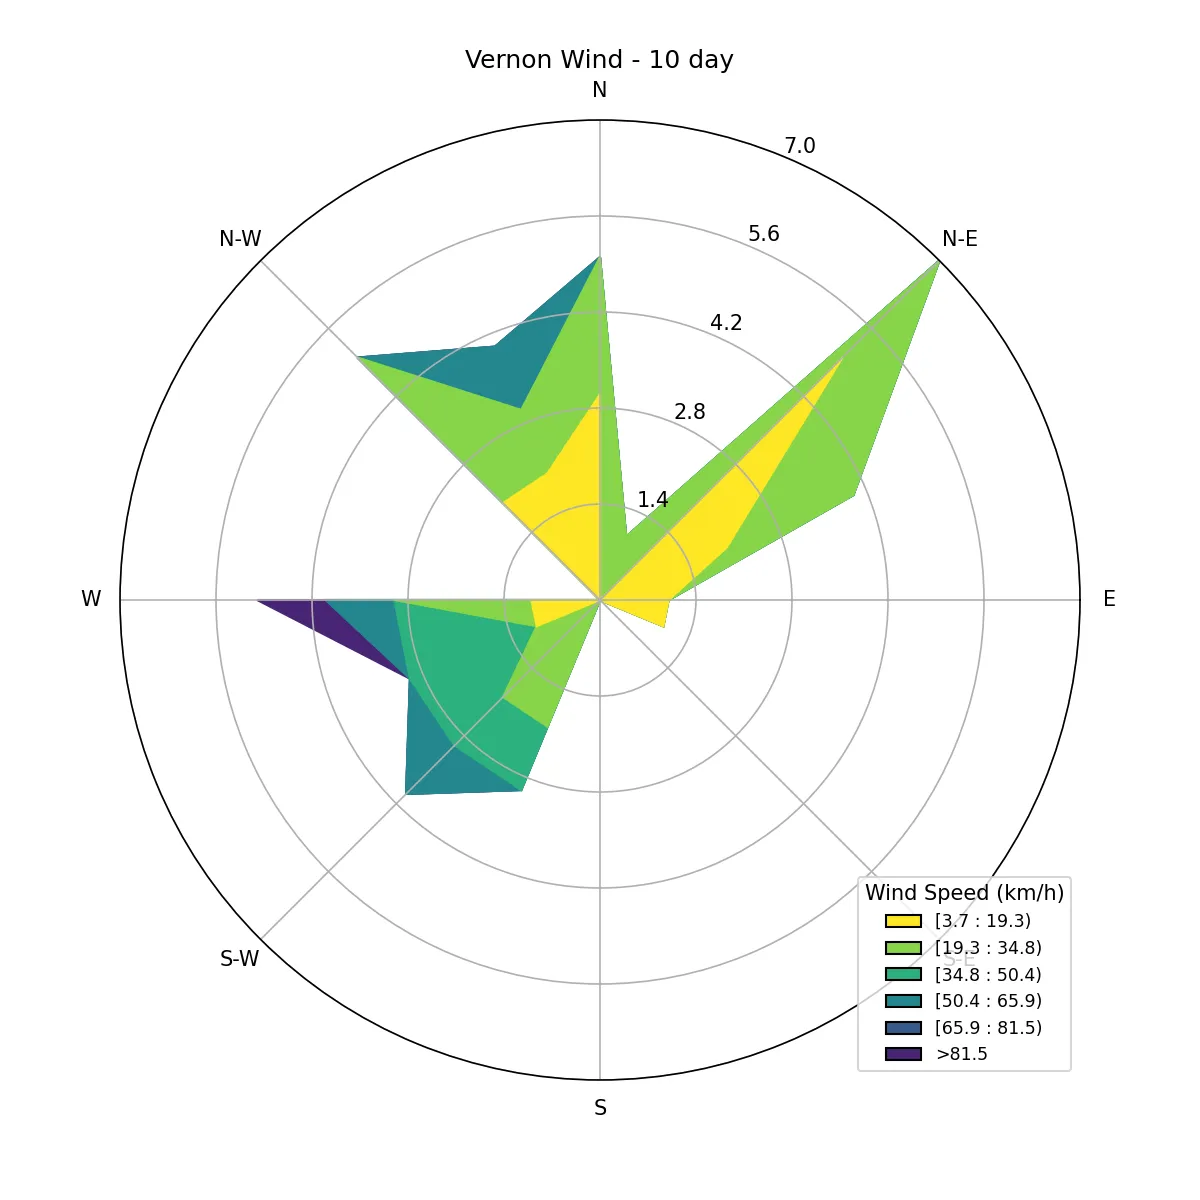 Vernon Wind - 10 day
N
7.0
5.6
N-W
N-E
4.2
2.8
1.4
W
E
Wind Speed (km/h)
[3.7 : 19.3)
[19.3 : 34.8)
S-W
S-E
[34.8 : 50.4)
[50.4 : 65.9)
[65.9 : 81.5)
>81.5
S